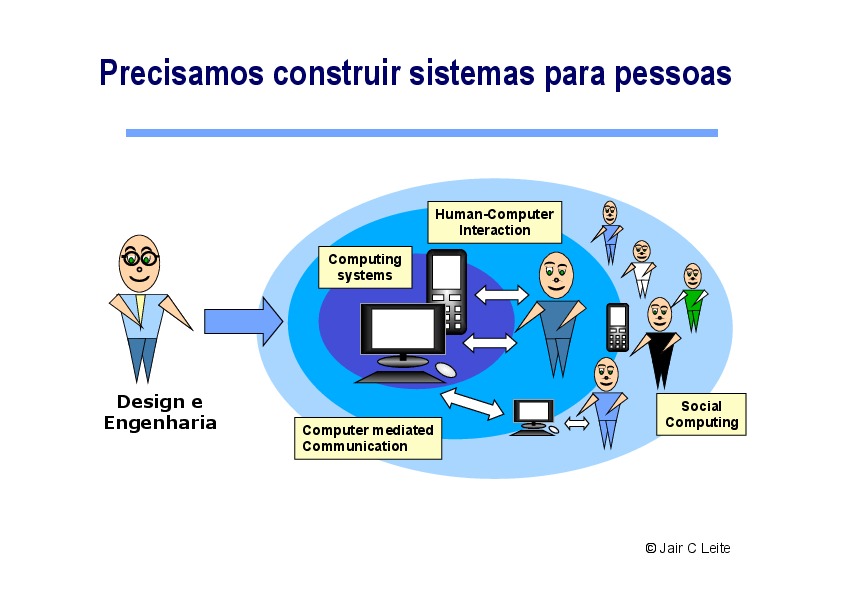 Precisamos construir sistemas para pessoas
Human-Computer
Interaction
Computing
systems
Design e
Engenharia
Computer mediated
Communication
Social
Computing
© Jair C Leite